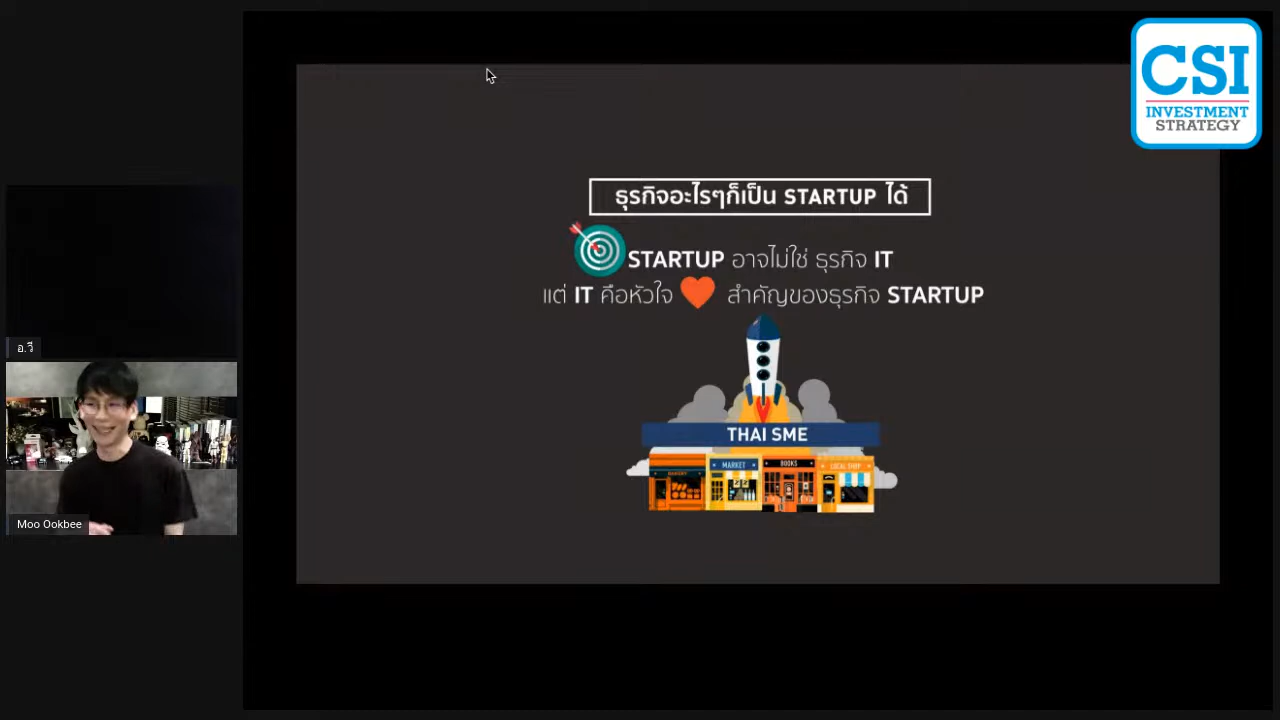 CSI
INVESTMENT
STRATEGY
ธุรกิจอะไรๆก็เป็น STARTUP ได้
STARTUP อาจไม่ใช่ ธุรกิจ IT
แต่ IT คือหัวใจ สำคัญของธุรกิจ STARTUP
THAI SME
MARKET
BOOKS
LOCAL SHOP
อ.วี
Moo Ookbee